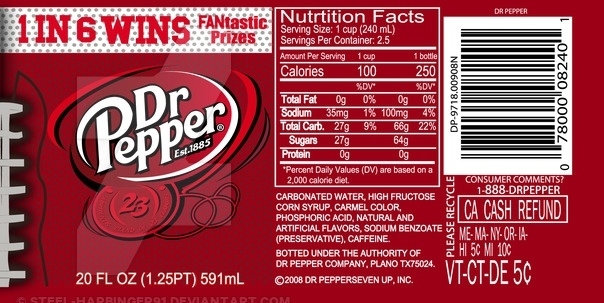 1 IN 6 WINS FANtastic
Prizes
Dr
Pepper®
Est.1885
23
20 FL OZ (1.25PT) 591mL
Nutrtition Facts
Serving Size: 1 cup (240 mL)
Servings Per Container: 2.5
Amount Per Serving 1 cup 1 bottle
Calories 100 250
%DV* %DV*
Total Fat 0g 0% 0g 0%
Sodium 35mg 1% 100mg 4%
Total Carb. 27g 9% 66g 22%
Sugars 27g 64g
Protein 0g 0g
*Percent Daily Values (DV) are based on a
2,000 calorie diet.
CARBONATED WATER, HIGH FRUCTOSE
CORN SYRUP, CARMEL COLOR,
PHOSPHORIC ACID, NATURAL AND
ARTIFICIAL FLAVORS, SODIUM BENZOATE
(PRESERVATIVE), CAFFEINE.
BOTTED UNDER THE AUTHORITY OF
DR PEPPER COMPANY, PLANO TX75024.
©2008 DR PEPPERSEVEN UP, INC.
DR PEPPER
DP-9718.00908N
0 78000 08240 1
CONSUMER COMMENTS?
1-888-DRPEPPER
PLEASE RECYCLE
CA CASH REFUND
ME- MA- NY- OR- IA-
HI 5¢ MI 10¢
VT-CT-DE 5¢
© STEEL-HARBINGER91.DEVIANTART.COM